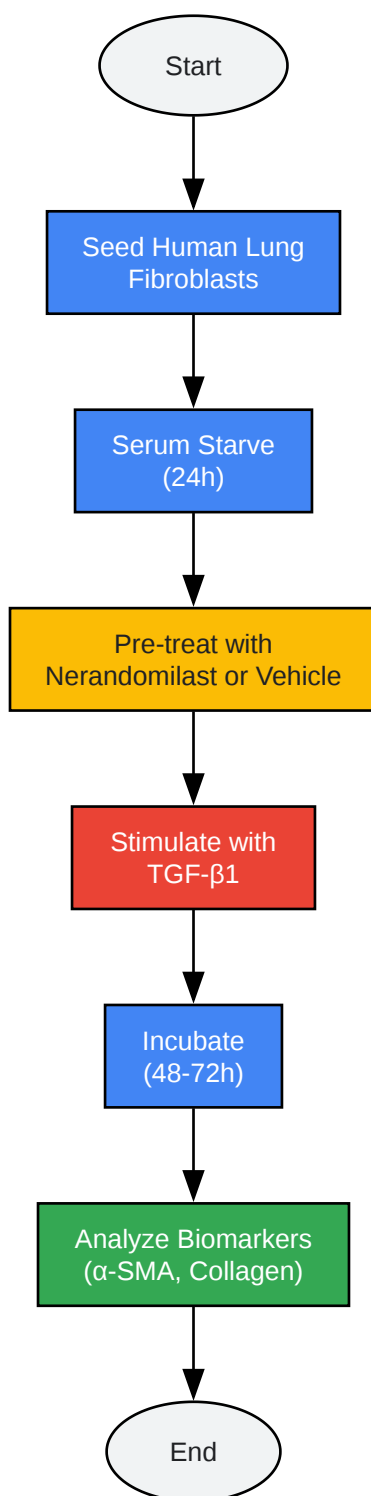 Start
Seed Human Lung
Fibroblasts
Serum Starve
(24h)
Pre-treat with
Nerandomilast or Vehicle
Stimulate with
TGF-β1
Incubate
(48-72h)
Analyze Biomarkers
(α-SMA, Collagen)
End